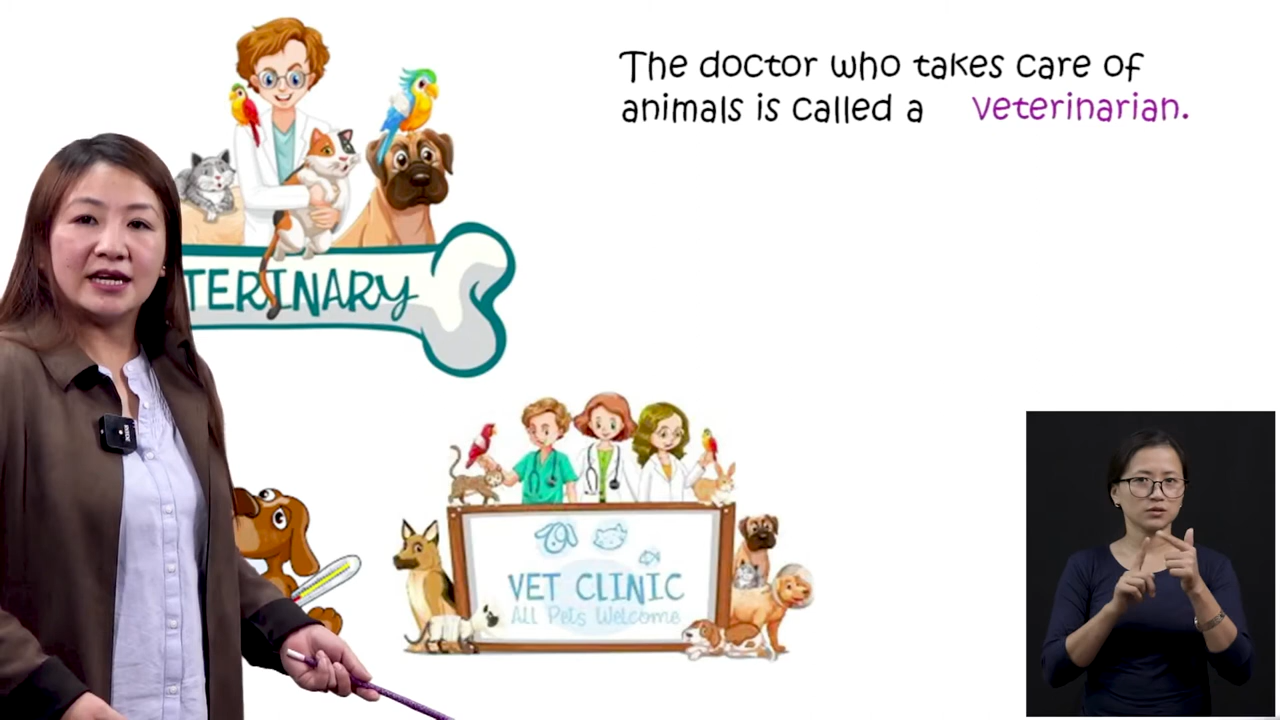 The doctor who takes care of
animals is called a veterinarian.
TERINARY
VET CLINIC
All Pets Welcome